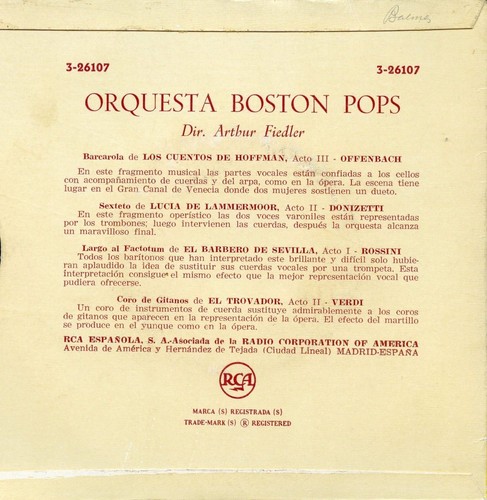 3-26107 3-26107
ORQUESTA BOSTON POPS
Dir. Arthur Fiedler
Barcarola de LOS CUENTOS DE HOFFMAN, Acto III - OFFENBACH
En este fragmento musical las partes vocales están confiadas a los cellos
con acompañamiento de cuerdas y del arpa, como en la ópera. La escena tiene
lugar en el Gran Canal de Venecia donde dos mujeres sostienen un dueto.
Sexteto de LUCIA DE LAMMERMOOR, Acto II - DONIZETTI
En este fragmento operístico las dos voces varoniles están representadas
por los trombones; luego intervienen las cuerdas, después la orquesta alcanza
un maravilloso final.
Largo al Factotum de EL BARBERO DE SEVILLA, Acto I - ROSSINI
Todos los barítonos que han interpretado este brillante y difícil solo hubie-
ran aplaudido la idea de sustituir sus cuerdas vocales por una trompeta. Esta
interpretación consigue el mismo efecto que la mejor representación vocal que
pudiera ofrecerse.
Coro de Gitanos de EL TROVADOR, Acto II - VERDI
Un coro de instrumentos de cuerda sustituye admirablemente a los coros
de gitanos que aparecen en la representación de la ópera. El efecto del martillo
se produce en el yunque como en la ópera.
RCA ESPAÑOLA, S. A.-Asociada de la RADIO CORPORATION OF AMERICA
Avenida de América y Hernández de Tejada (Ciudad Lineal) MADRID-ESPAÑA
RCA
MARCA (S) REGISTRADA (S)
TRADE-MARK (S) ® REGISTERED